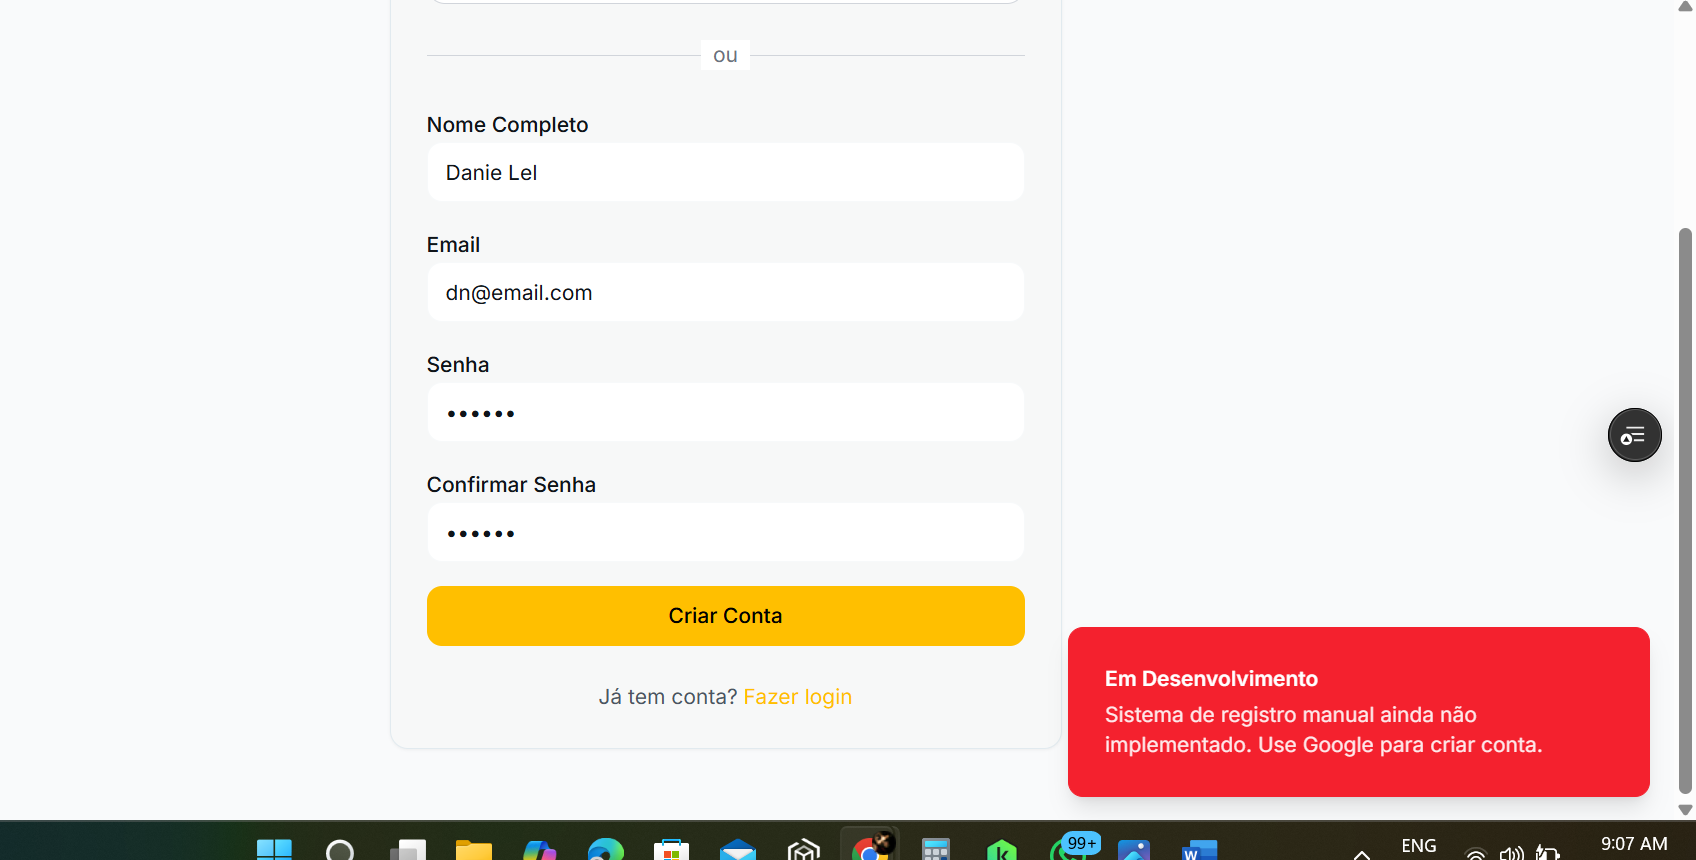 ou
Nome Completo
Danie Lel
Email
dn@email.com
Senha
••••••
Confirmar Senha
••••••
Criar Conta
Já tem conta? Fazer login
Em Desenvolvimento
Sistema de registro manual ainda não
implementado. Use Google para criar conta.
99+
ENG
9:07 AM